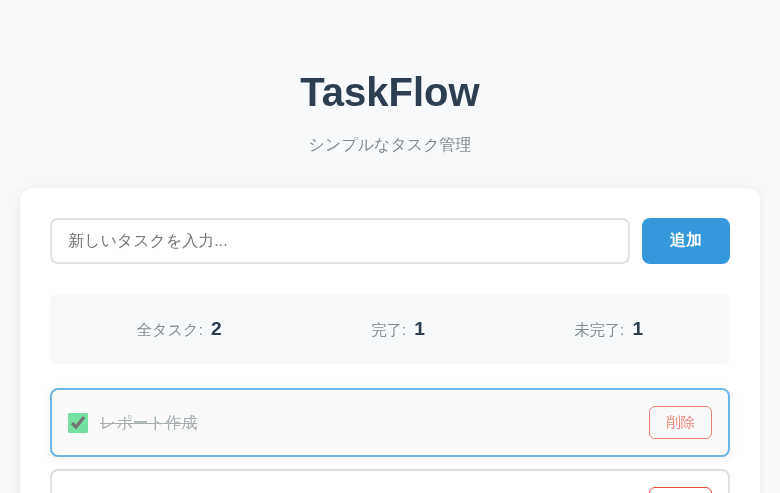 TaskFlow
シンプルなタスク管理
新しいタスクを入力...
追加
全タスク: 2
完了: 1
未完了: 1
レポート作成
削除